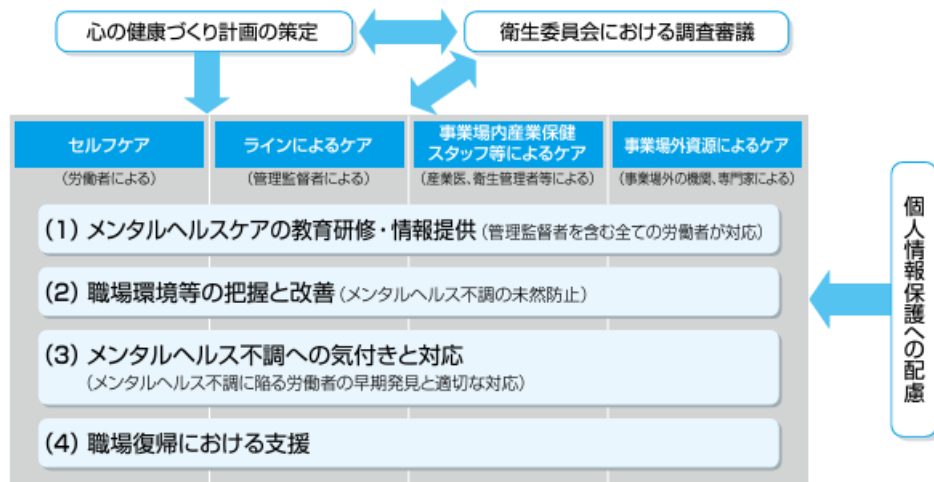 心の健康づくり計画の策定
衛生委員会における調査審議
セルフケア
(労働者による)
ラインによるケア
(管理監督者による)
事業場内産業保健
スタッフ等によるケア
(産業医、衛生管理者等による)
事業場外資源によるケア
(事業場外の機関、専門家による)
(1) メンタルヘルスケアの教育研修・情報提供 (管理監督者を含む全ての労働者が対応)
(2) 職場環境等の把握と改善 (メンタルヘルス不調の未然防止)
(3) メンタルヘルス不調への気付きと対応
(メンタルヘルス不調に陥る労働者の早期発見と適切な対応)
(4) 職場復帰における支援
個人情報保護への配慮